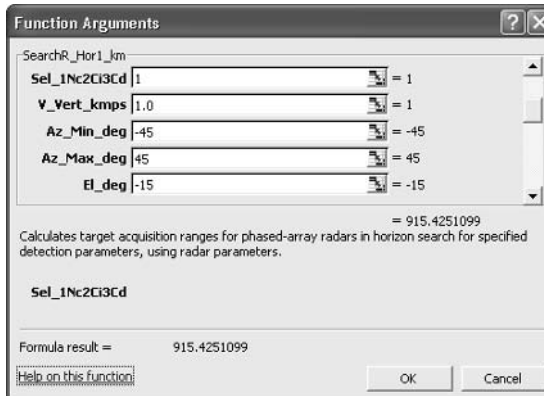 Function Arguments
SearchR_Hor1_km
Sel_1Nc2Ci3Cd 1 = 1
V_Vert_kmps 1.0 = 1
Az_Min_deg -45 = -45
Az_Max_deg 45 = 45
El_deg -15 = -15
= 915.4251099
Calculates target acquisition ranges for phased-array radars in horizon search for specified
detection parameters, using radar parameters.
Sel_1Nc2Ci3Cd
Formula result = 915.4251099
Help on this function OK Cancel